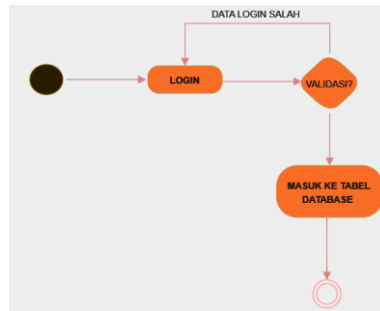 DATA LOGIN SALAH
LOGIN
VALIDASI?
MASUK KE TABEL
DATABASE